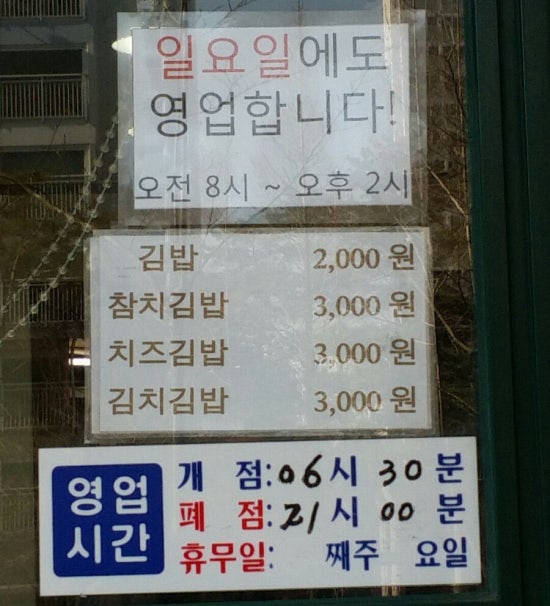 일요일에도
영업합니다!
오전 8시 ~ 오후 2시
김밥 2,000 원
참치김밥 3,000 원
치즈김밥 3,000 원
김치김밥 3,000 원
영업
시간
개 점: 06시 30분
폐 점: 21시 00분
휴무일: 째주 요일